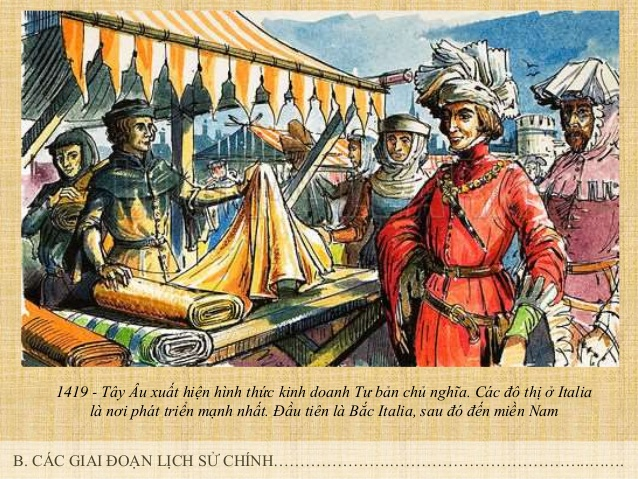 1419 - Tây Âu xuất hiện hình thức kinh doanh Tư bản chủ nghĩa. Các đô thị ở Italia
là nơi phát triển mạnh nhất. Đầu tiên là Bắc Italia, sau đó đến miền Nam
B. CÁC GIAI ĐOẠN LỊCH SỬ CHÍNH……………………………………………………………